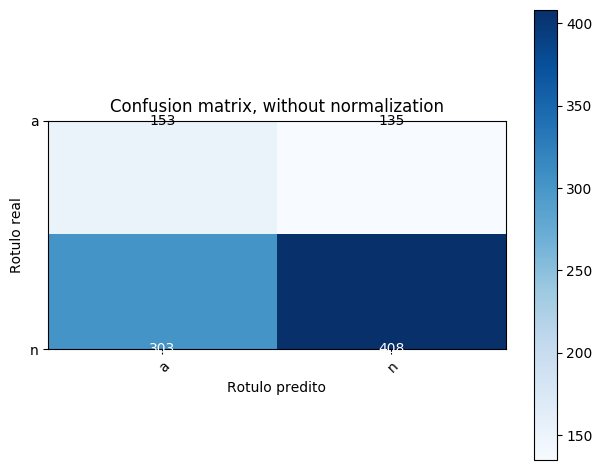 Confusion matrix, without normalization
a
153
135
Rotulo real
n
303
408
a
n
Rotulo predito
400
350
300
250
200
150